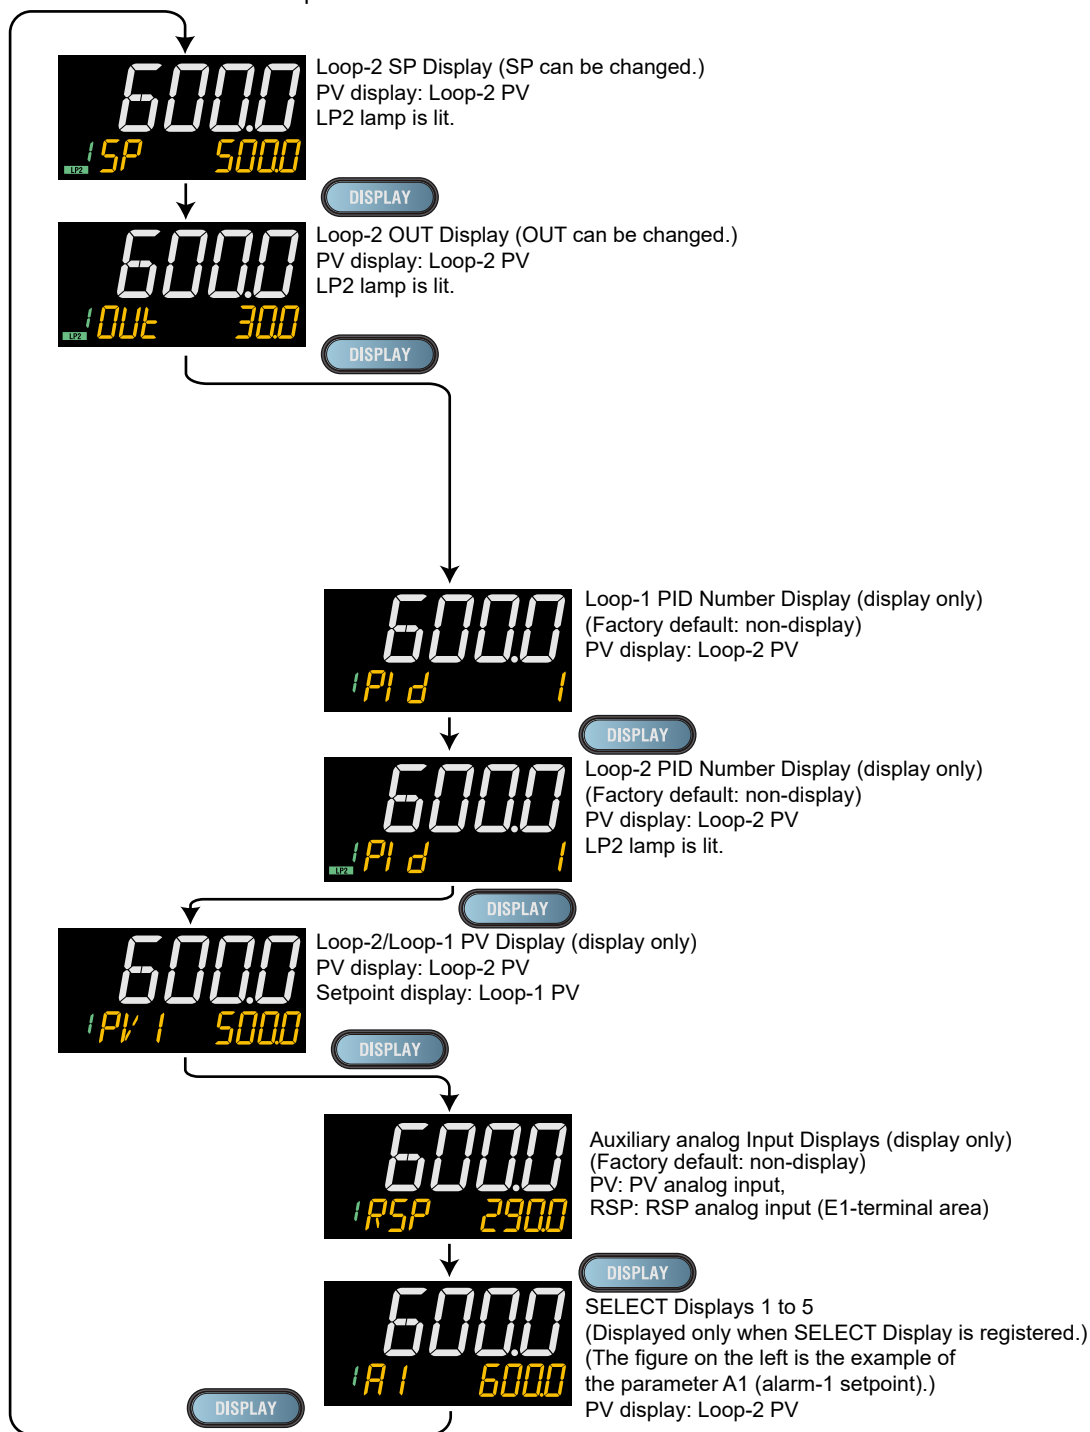 600.0
Loop-2 SP Display (SP can be changed.)
PV display: Loop-2 PV
LP2 lamp is lit.
LP2 1 SP 500.0
DISPLAY
600.0
Loop-2 OUT Display (OUT can be changed.)
PV display: Loop-2 PV
LP2 lamp is lit.
LP2 1 OUt 30.0
DISPLAY
600.0
Loop-1 PID Number Display (display only)
(Factory default: non-display)
PV display: Loop-2 PV
1 PI d 1
DISPLAY
600.0
Loop-2 PID Number Display (display only)
(Factory default: non-display)
PV display: Loop-2 PV
LP2 lamp is lit.
LP2 1 PI d 1
DISPLAY
600.0
Loop-2/Loop-1 PV Display (display only)
PV display: Loop-2 PV
Setpoint display: Loop-1 PV
1 PV 1 500.0
DISPLAY
600.0
Auxiliary analog Input Displays (display only)
(Factory default: non-display)
PV: PV analog input,
RSP: RSP analog input (E1-terminal area)
1 RSP 290.0
DISPLAY
600.0
SELECT Displays 1 to 5
(Displayed only when SELECT Display is registered.)
(The figure on the left is the example of
the parameter A1 (alarm-1 setpoint).)
PV display: Loop-2 PV
1 A1 600.0
DISPLAY